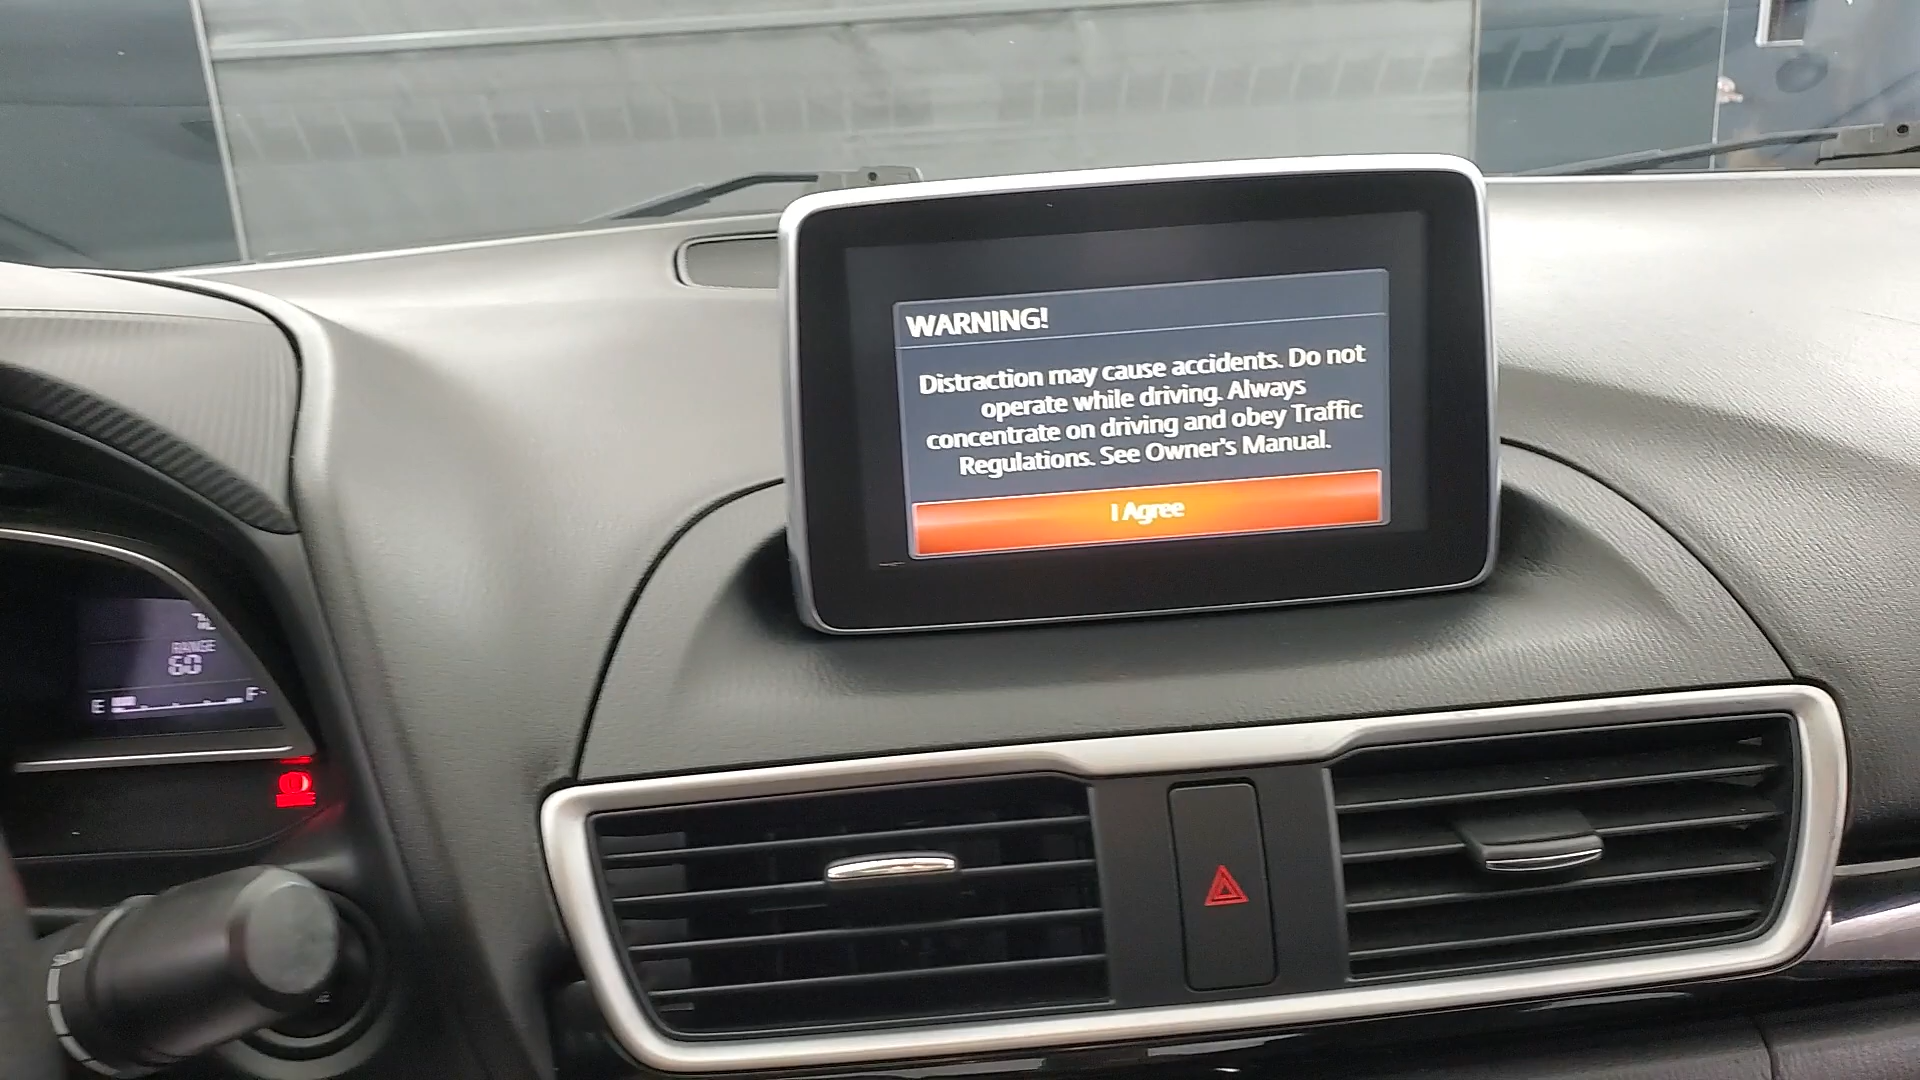 WARNING!
Distraction may cause accidents. Do not
operate while driving. Always
concentrate on driving and obey Traffic
Regulations. See Owner's Manual.
I Agree
RANGE
60
E F